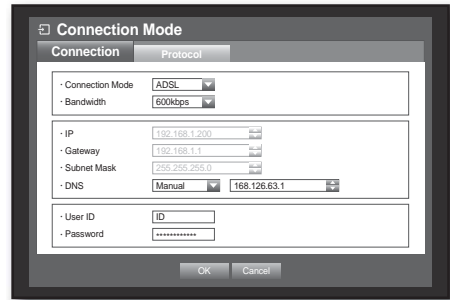 Connection Mode
Connection Protocol
· Connection Mode ADSL
· Bandwidth 600kbps
· IP 192.168.1.200
· Gateway 192.168.1.1
· Subnet Mask 255.255.255.0
· DNS Manual 168.126.63.1
· User ID ID
· Password ************
OK Cancel